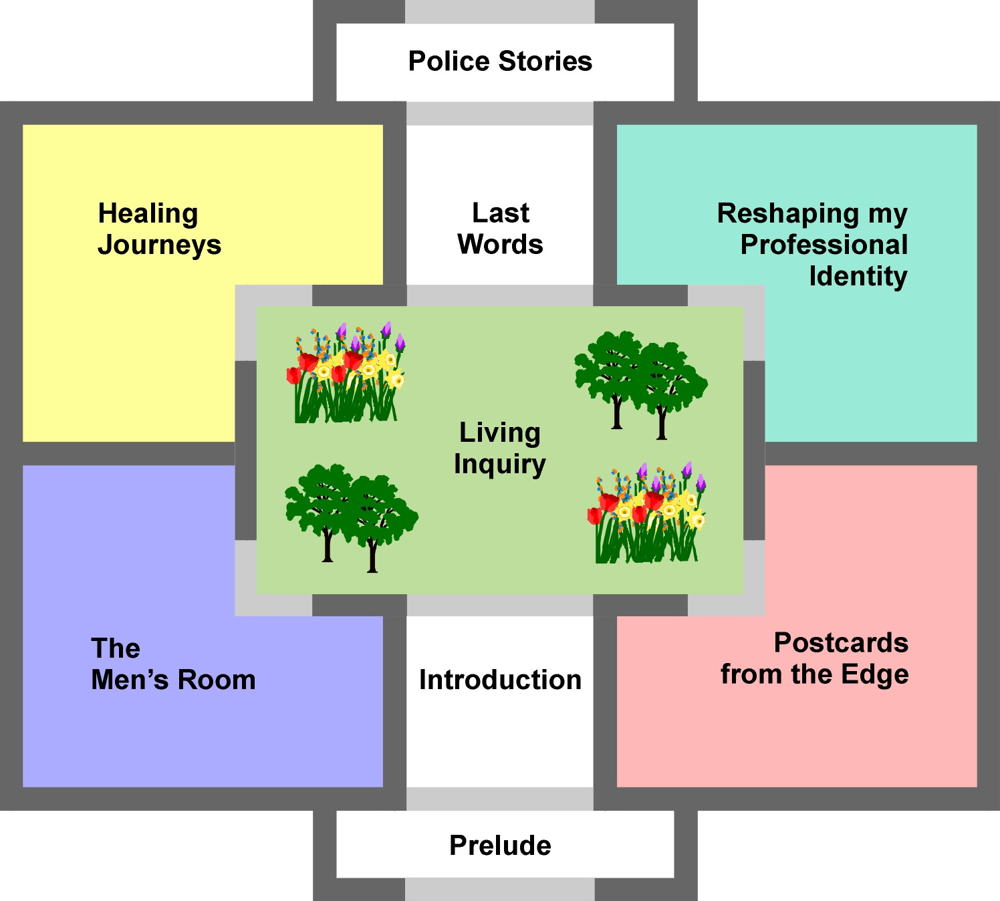 Police Stories
Healing
Journeys
Last
Words
Reshaping my
Professional
Identity
Living
Inquiry
The
Men’s Room
Introduction
Postcards
from the Edge
Prelude